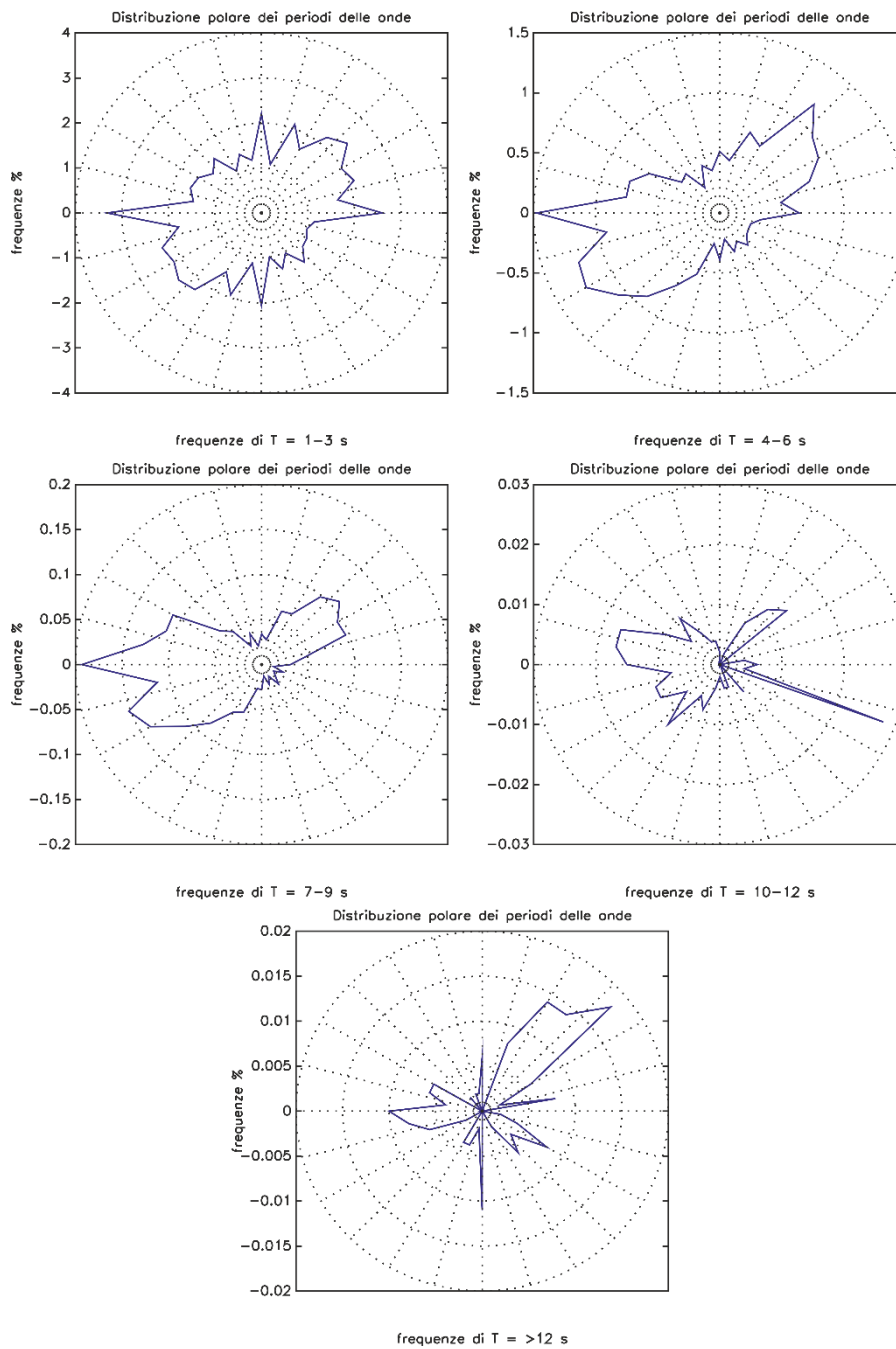 Distribuzione polare dei periodi delle onde
4
3
2
1
0
-1
-2
-3
-4
frequenze %
frequenze di T = 1-3 s
Distribuzione polare dei periodi delle onde
1.5
1
0.5
0
-0.5
-1
-1.5
frequenze %
frequenze di T = 4-6 s
Distribuzione polare dei periodi delle onde
0.2
0.15
0.1
0.05
0
-0.05
-0.1
-0.15
-0.2
frequenze %
frequenze di T = 7-9 s
Distribuzione polare dei periodi delle onde
0.03
0.02
0.01
0
-0.01
-0.02
-0.03
frequenze %
frequenze di T = 10-12 s
Distribuzione polare dei periodi delle onde
0.02
0.015
0.01
0.005
0
-0.005
-0.01
-0.015
-0.02
frequenze %
frequenze di T = >12 s